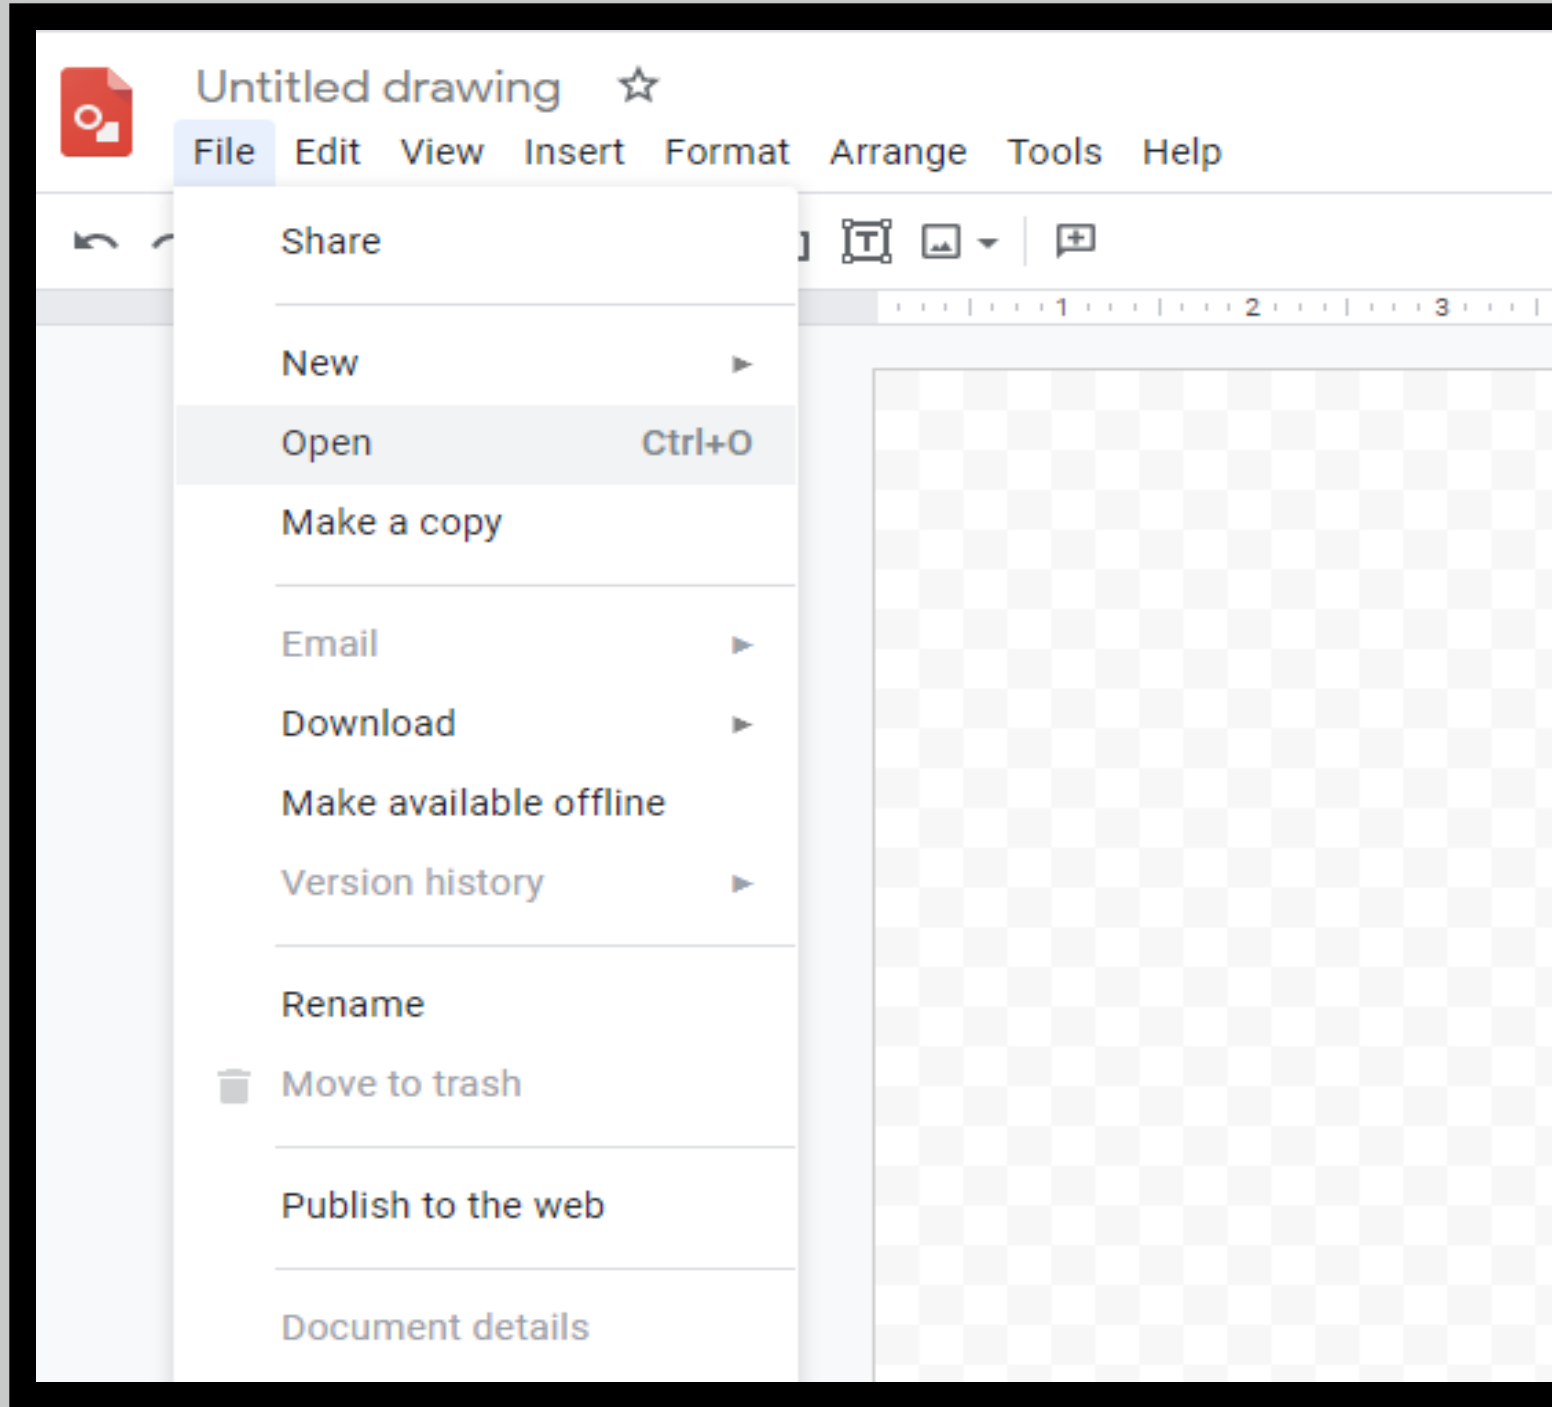 Untitled drawing
File Edit View Insert Format Arrange Tools Help
Share
1 2 3
New
Open Ctrl+O
Make a copy
Email
Download
Make available offline
Version history
Rename
Move to trash
Publish to the web
Document details